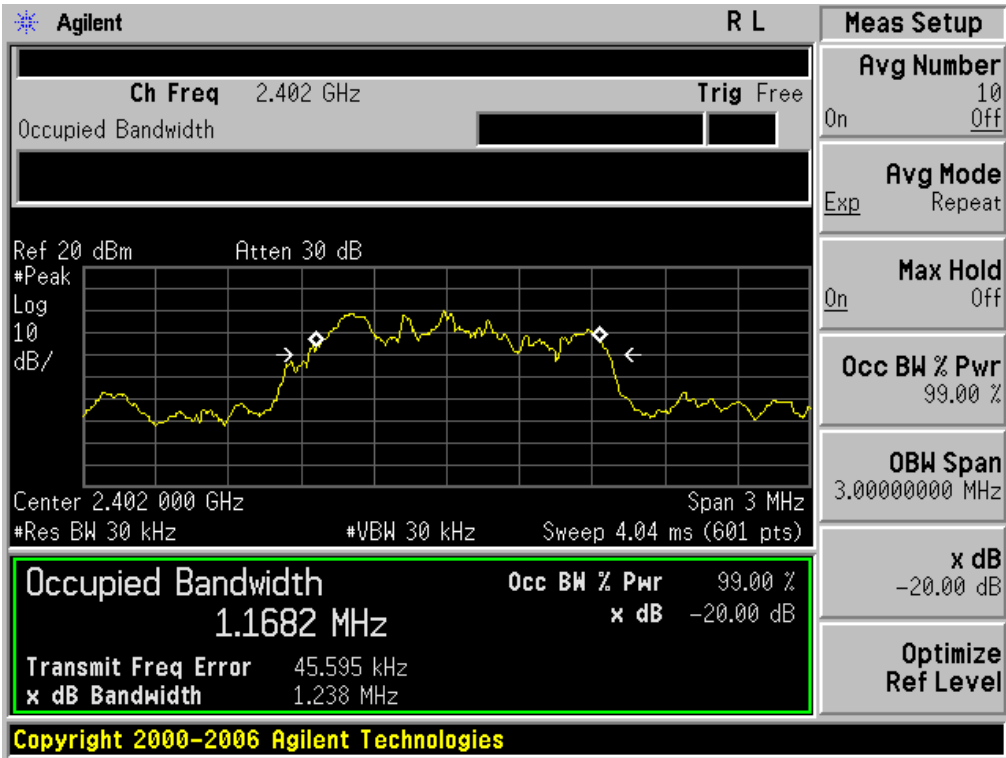 Agilent
R L
Meas Setup
Ch Freq 2.402 GHz
Trig Free
Occupied Bandwidth
Ref 20 dBm
Atten 30 dB
#Peak
Log
10
dB/
Center 2.402 000 GHz
Span 3 MHz
#Res BW 30 kHz
#VBW 30 kHz
Sweep 4.04 ms (601 pts)
Occupied Bandwidth
1.1682 MHz
Occ BW % Pwr 99.00 %
x dB -20.00 dB
Transmit Freq Error 45.595 kHz
x dB Bandwidth 1.238 MHz
Avg Number
10
On Off
Avg Mode
Exp Repeat
Max Hold
On Off
Occ BW % Pwr
99.00 %
OBW Span
3.00000000 MHz
x dB
-20.00 dB
Optimize
Ref Level
Copyright 2000-2006 Agilent Technologies